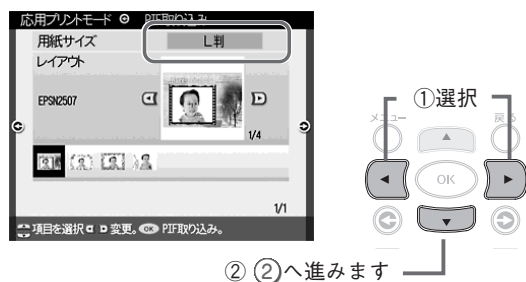 応用プリントモード PIF取り込み
用紙サイズ L判
レイアウト
EPSN2507
1/4
1/1
項目を選択 変更。OK PIF取り込み。
①選択
メニュー 戻る
OK
② ②へ進みます